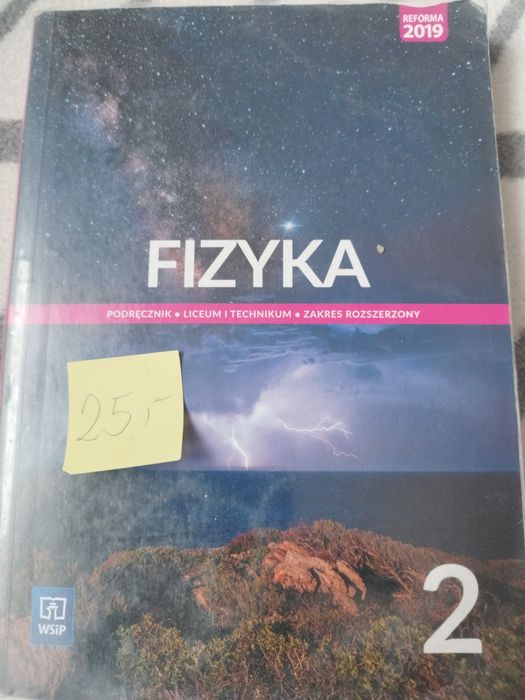 REFORMA
2019
FIZYKA
PODRĘCZNIK • LICEUM I TECHNIKUM • ZAKRES ROZSZERZONY
25,-
WSiP
2